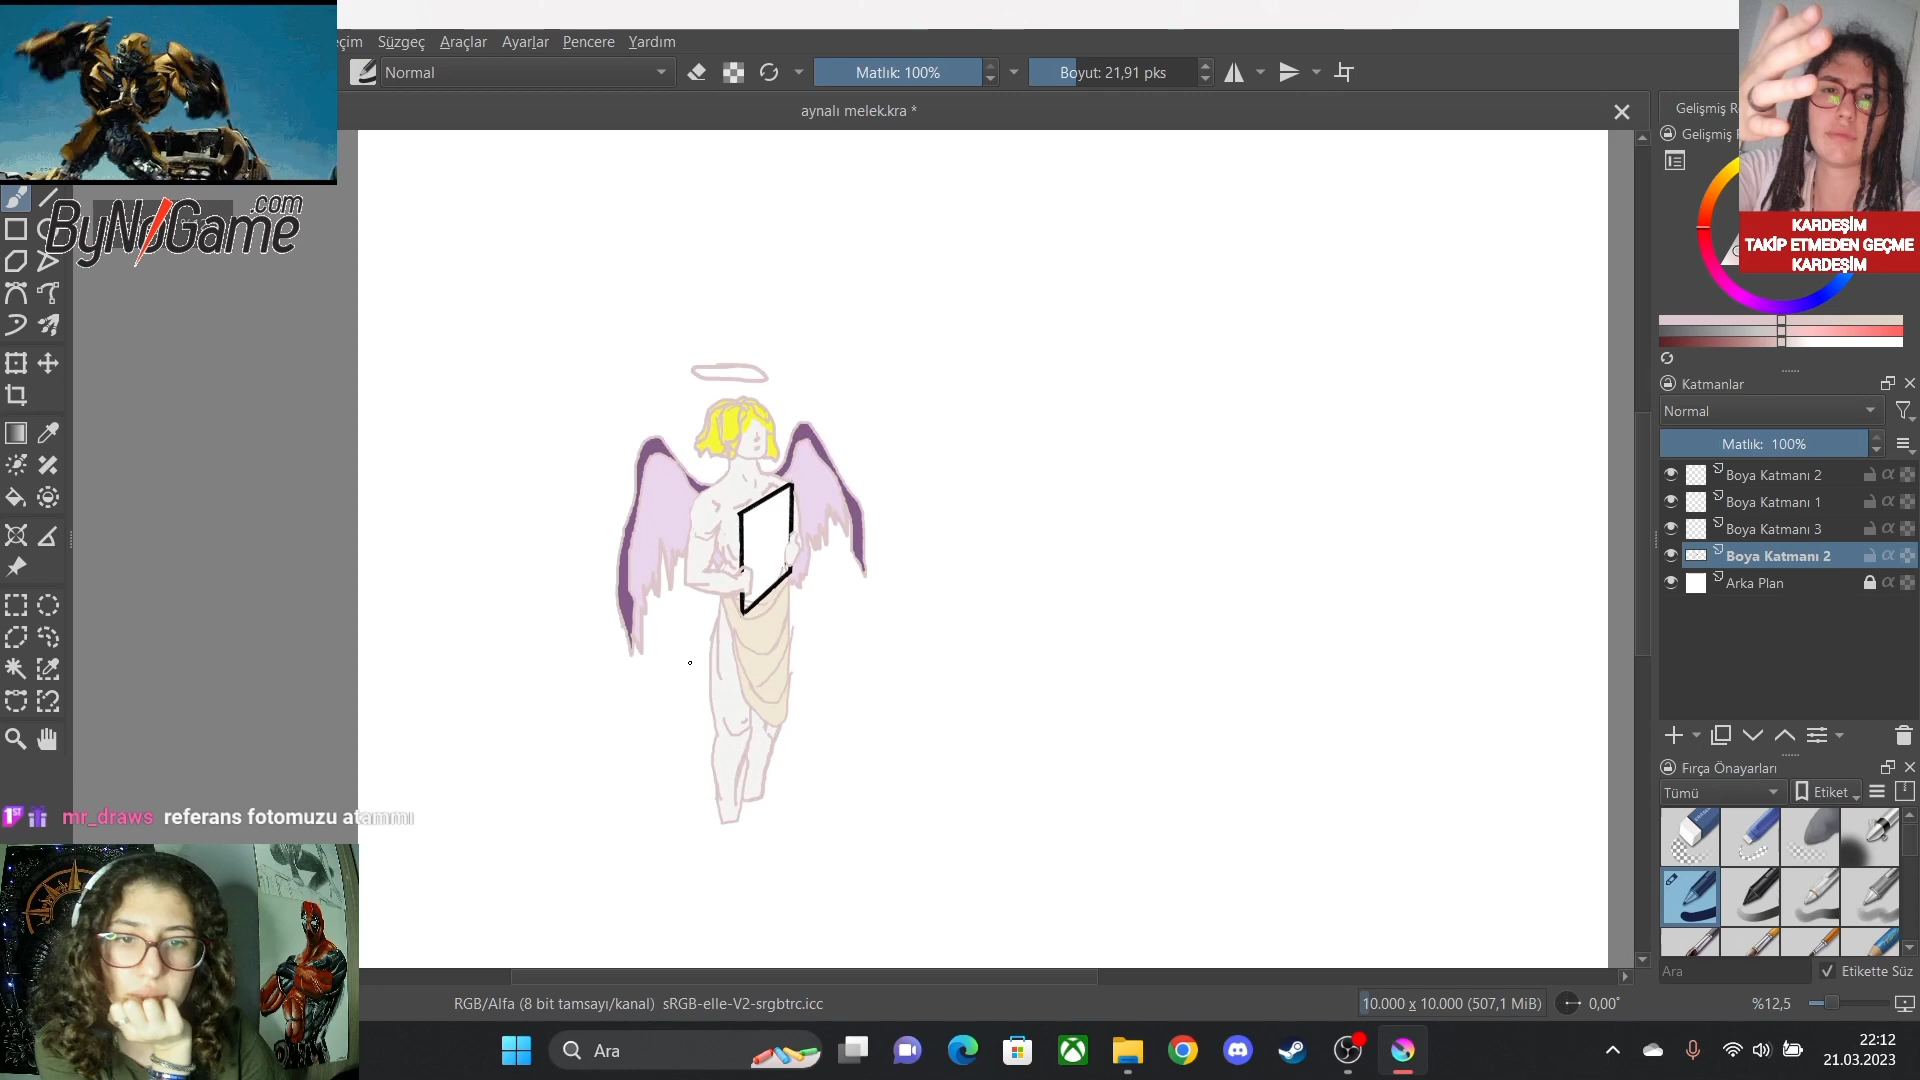 Süzgeç Araçlar Ayarlar Pencere Yardım
Normal
Matlık: 100%
Boyut: 21,91 pks
aynalı melek.kra *
ByNoGame
.com
Gelişmiş
Gelişmiş
KARDEŞİM
TAKİP ETMEDEN GEÇME
KARDEŞİM
Katmanlar
Normal
Matlık: 100%
Boya Katmanı 2
Boya Katmanı 1
Boya Katmanı 3
Boya Katmanı 2
Arka Plan
Fırça Önayarları
Tümü
Etiket
Ara
Etikette Süz
1ST mr_draws referans fotomuzu atammı
RGB/Alfa (8 bit tamsayı/kanal) sRGB-elle-V2-srgbtrc.icc
10.000 x 10.000 (507,1 MiB)
0,00°
%12,5
Ara
22:12
21.03.2023